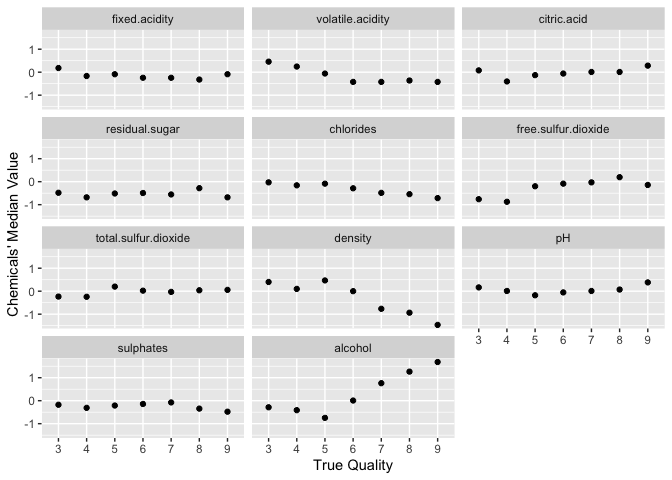 fixed.acidity volatile.acidity citric.acid
1
0
-1
residual.sugar chlorides free.sulfur.dioxide
1
0
-1
total.sulfur.dioxide density pH
1
0
-1
3 4 5 6 7 8 9
sulphates alcohol
1
0
-1
3 4 5 6 7 8 9 3 4 5 6 7 8 9
True Quality
Chemicals' Median Value